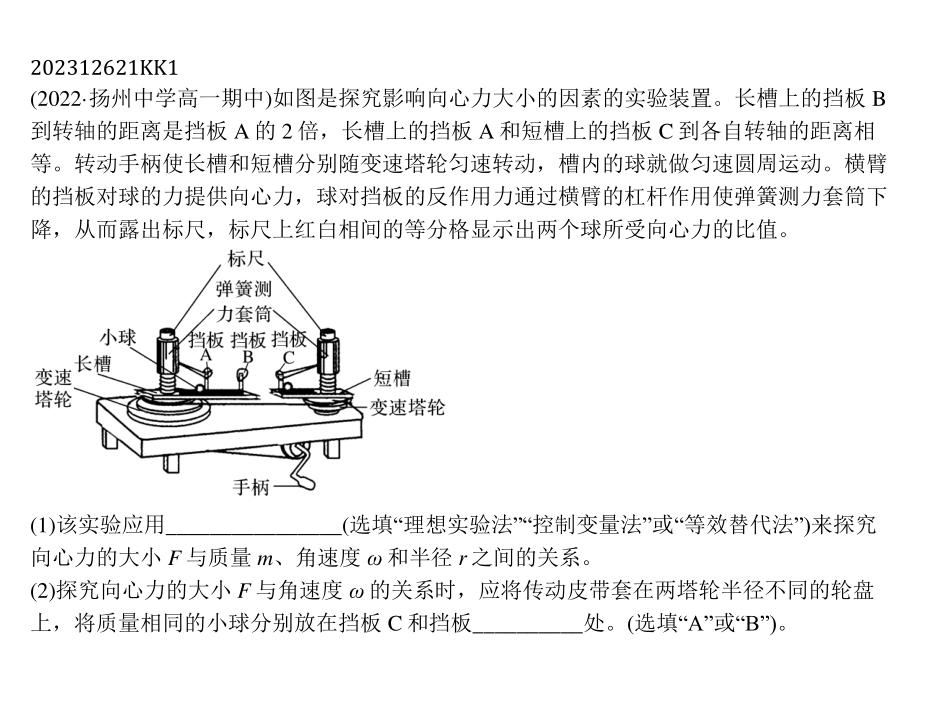 202312621KK1
(2022·扬州中学高一期中)如图是探究影响向心力大小的因素的实验装置。长槽上的挡板 B
到转轴的距离是挡板 A 的 2 倍，长槽上的挡板 A 和短槽上的挡板 C 到各自转轴的距离相
等。转动手柄使长槽和短槽分别随变速塔轮匀速转动，槽内的球就做匀速圆周运动。横臂
的挡板对球的力提供向心力，球对挡板的反作用力通过横臂的杠杆作用使弹簧测力套筒下
降，从而露出标尺，标尺上红白相间的等分格显示出两个球所受向心力的比值。
标尺
弹簧测
力套筒
小球
挡板 挡板 挡板
A B C
长槽
变速
塔轮
短槽
变速塔轮
手柄
(1)该实验应用________________(选填“理想实验法”“控制变量法”或“等效替代法”)来探究
向心力的大小 F 与质量 m、角速度 ω 和半径 r 之间的关系。
(2)探究向心力的大小 F 与角速度 ω 的关系时，应将传动皮带套在两塔轮半径不同的轮盘
上，将质量相同的小球分别放在挡板 C 和挡板__________处。(选填“A”或“B”)。